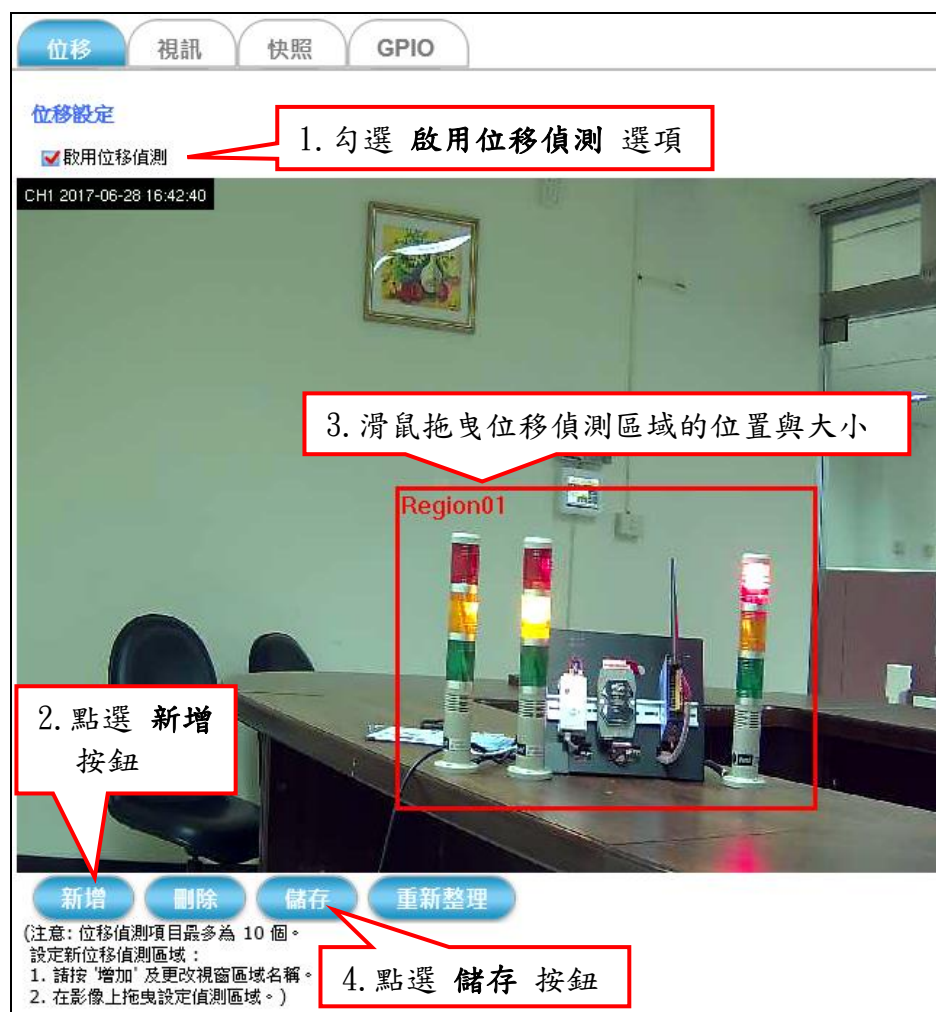 位移
視訊
快照
GPIO
位移設定
啟用位移偵測
1.勾選 啟用位移偵測 選項
CH1 2017-06-28 16:42:40
3.滑鼠拖曳位移偵測區域的位置與大小
Region01
2.點選 新增
按鈕
新增
刪除
儲存
重新整理
(注意: 位移偵測項目最多為 10 個。
設定新位移偵測區域：
1. 請按 '增加' 及更改視窗區域名稱。
2. 在影像上拖曳設定偵測區域。)
4.點選 儲存 按鈕